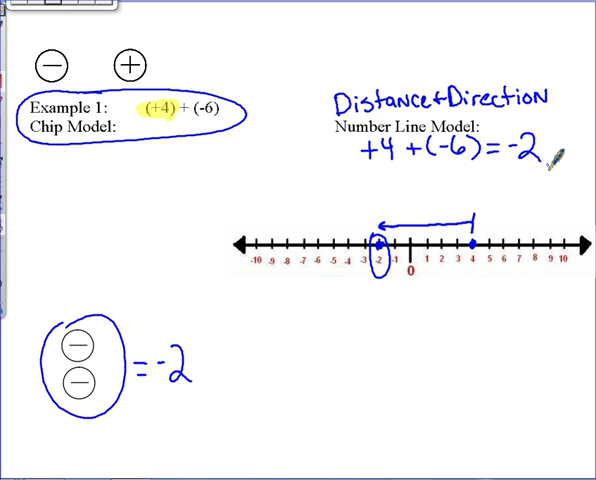 − +
Example 1: (+4) + (-6)
Chip Model:
Distance & Direction
Number Line Model:
+4 + (-6) = -2
-10 -9 -8 -7 -6 -5 -4 -3 -2 -1 0 1 2 3 4 5 6 7 8 9 10
−
− = -2